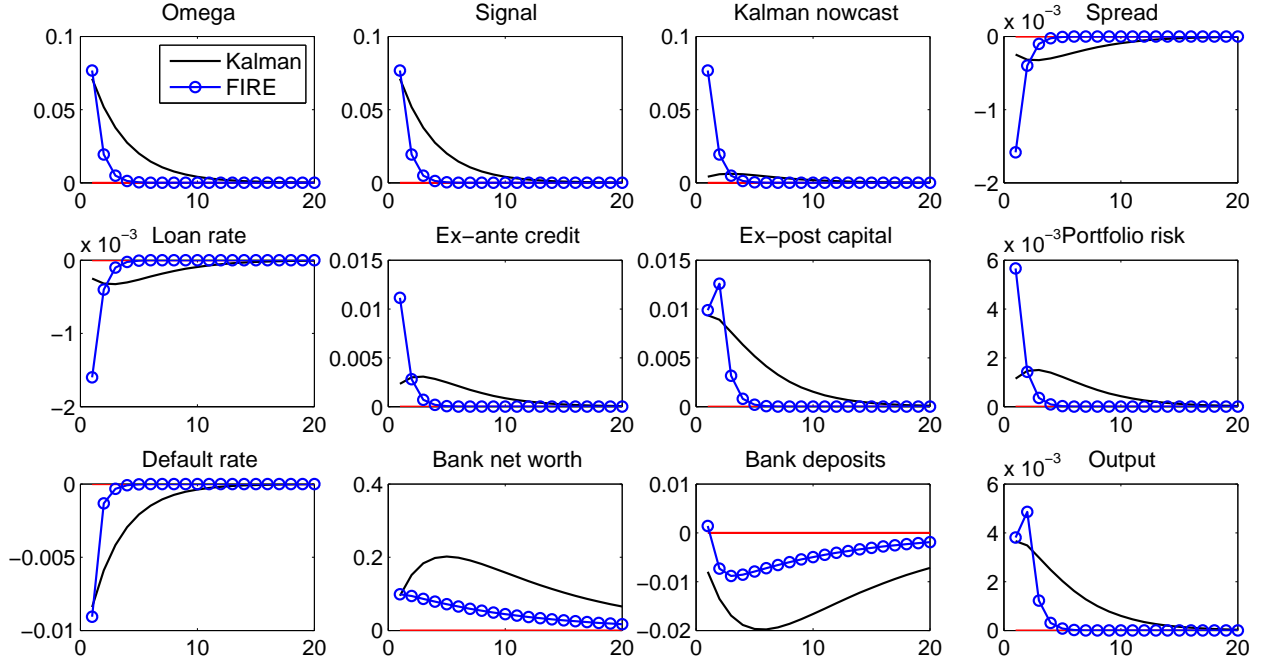 Omega
Signal
Kalman nowcast
x 10⁻³
Spread
0.1
0.05
0
0 10 20
Kalman
FIRE
0.1
0.05
0
0 10 20
0.1
0.05
0
0 10 20
0
−1
−2
0 10 20
x 10⁻³
Loan rate
Ex−ante credit
Ex−post capital
x 10⁻³
Portfolio risk
0
−1
−2
0 10 20
0.015
0.01
0.005
0
0 10 20
0.015
0.01
0.005
0
0 10 20
6
4
2
0
0 10 20
Default rate
Bank net worth
Bank deposits
x 10⁻³
Output
0
−0.005
−0.01
0 10 20
0.4
0.2
0
0 10 20
0.01
0
−0.01
−0.02
0 10 20
6
4
2
0
0 10 20